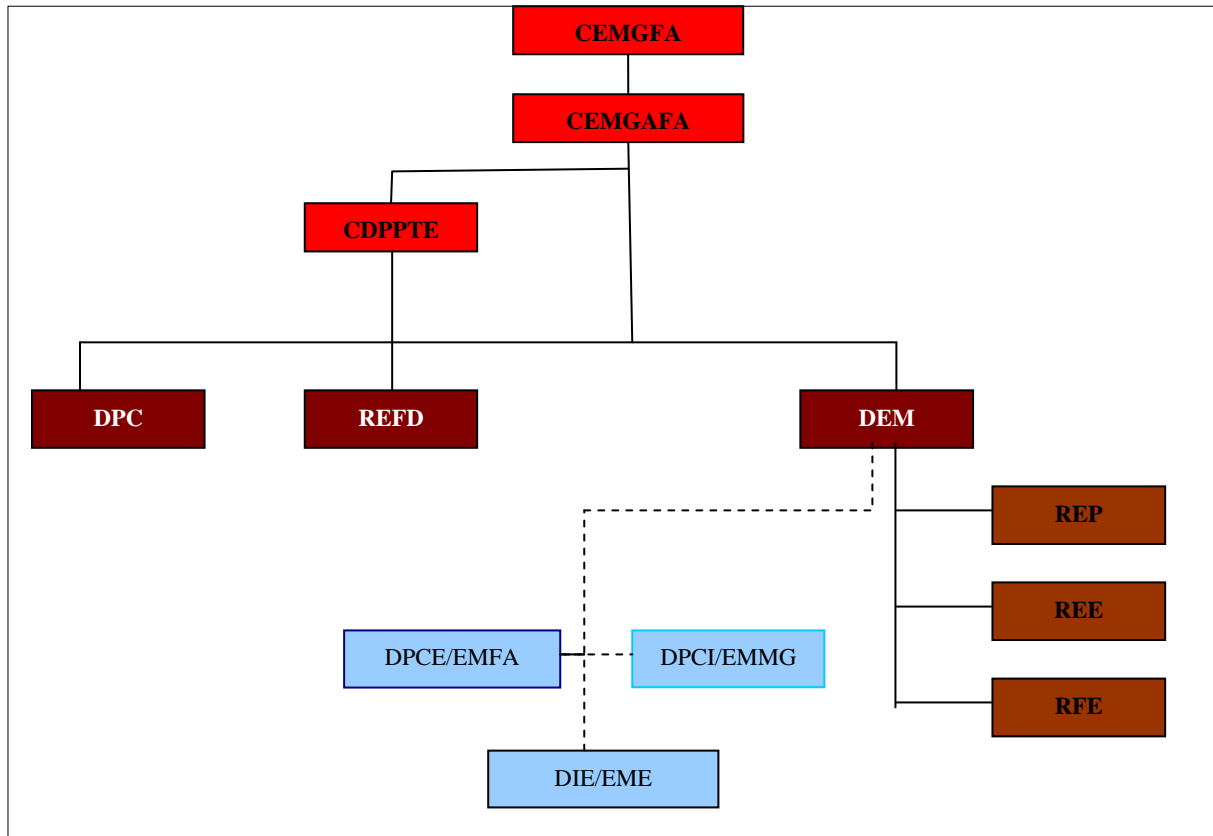 CEMGFA
CEMGAFA
CDPPTE
DPC
REFD
DEM
REP
REE
DPCE/EMFA
DPCI/EMMG
RFE
DIE/EME